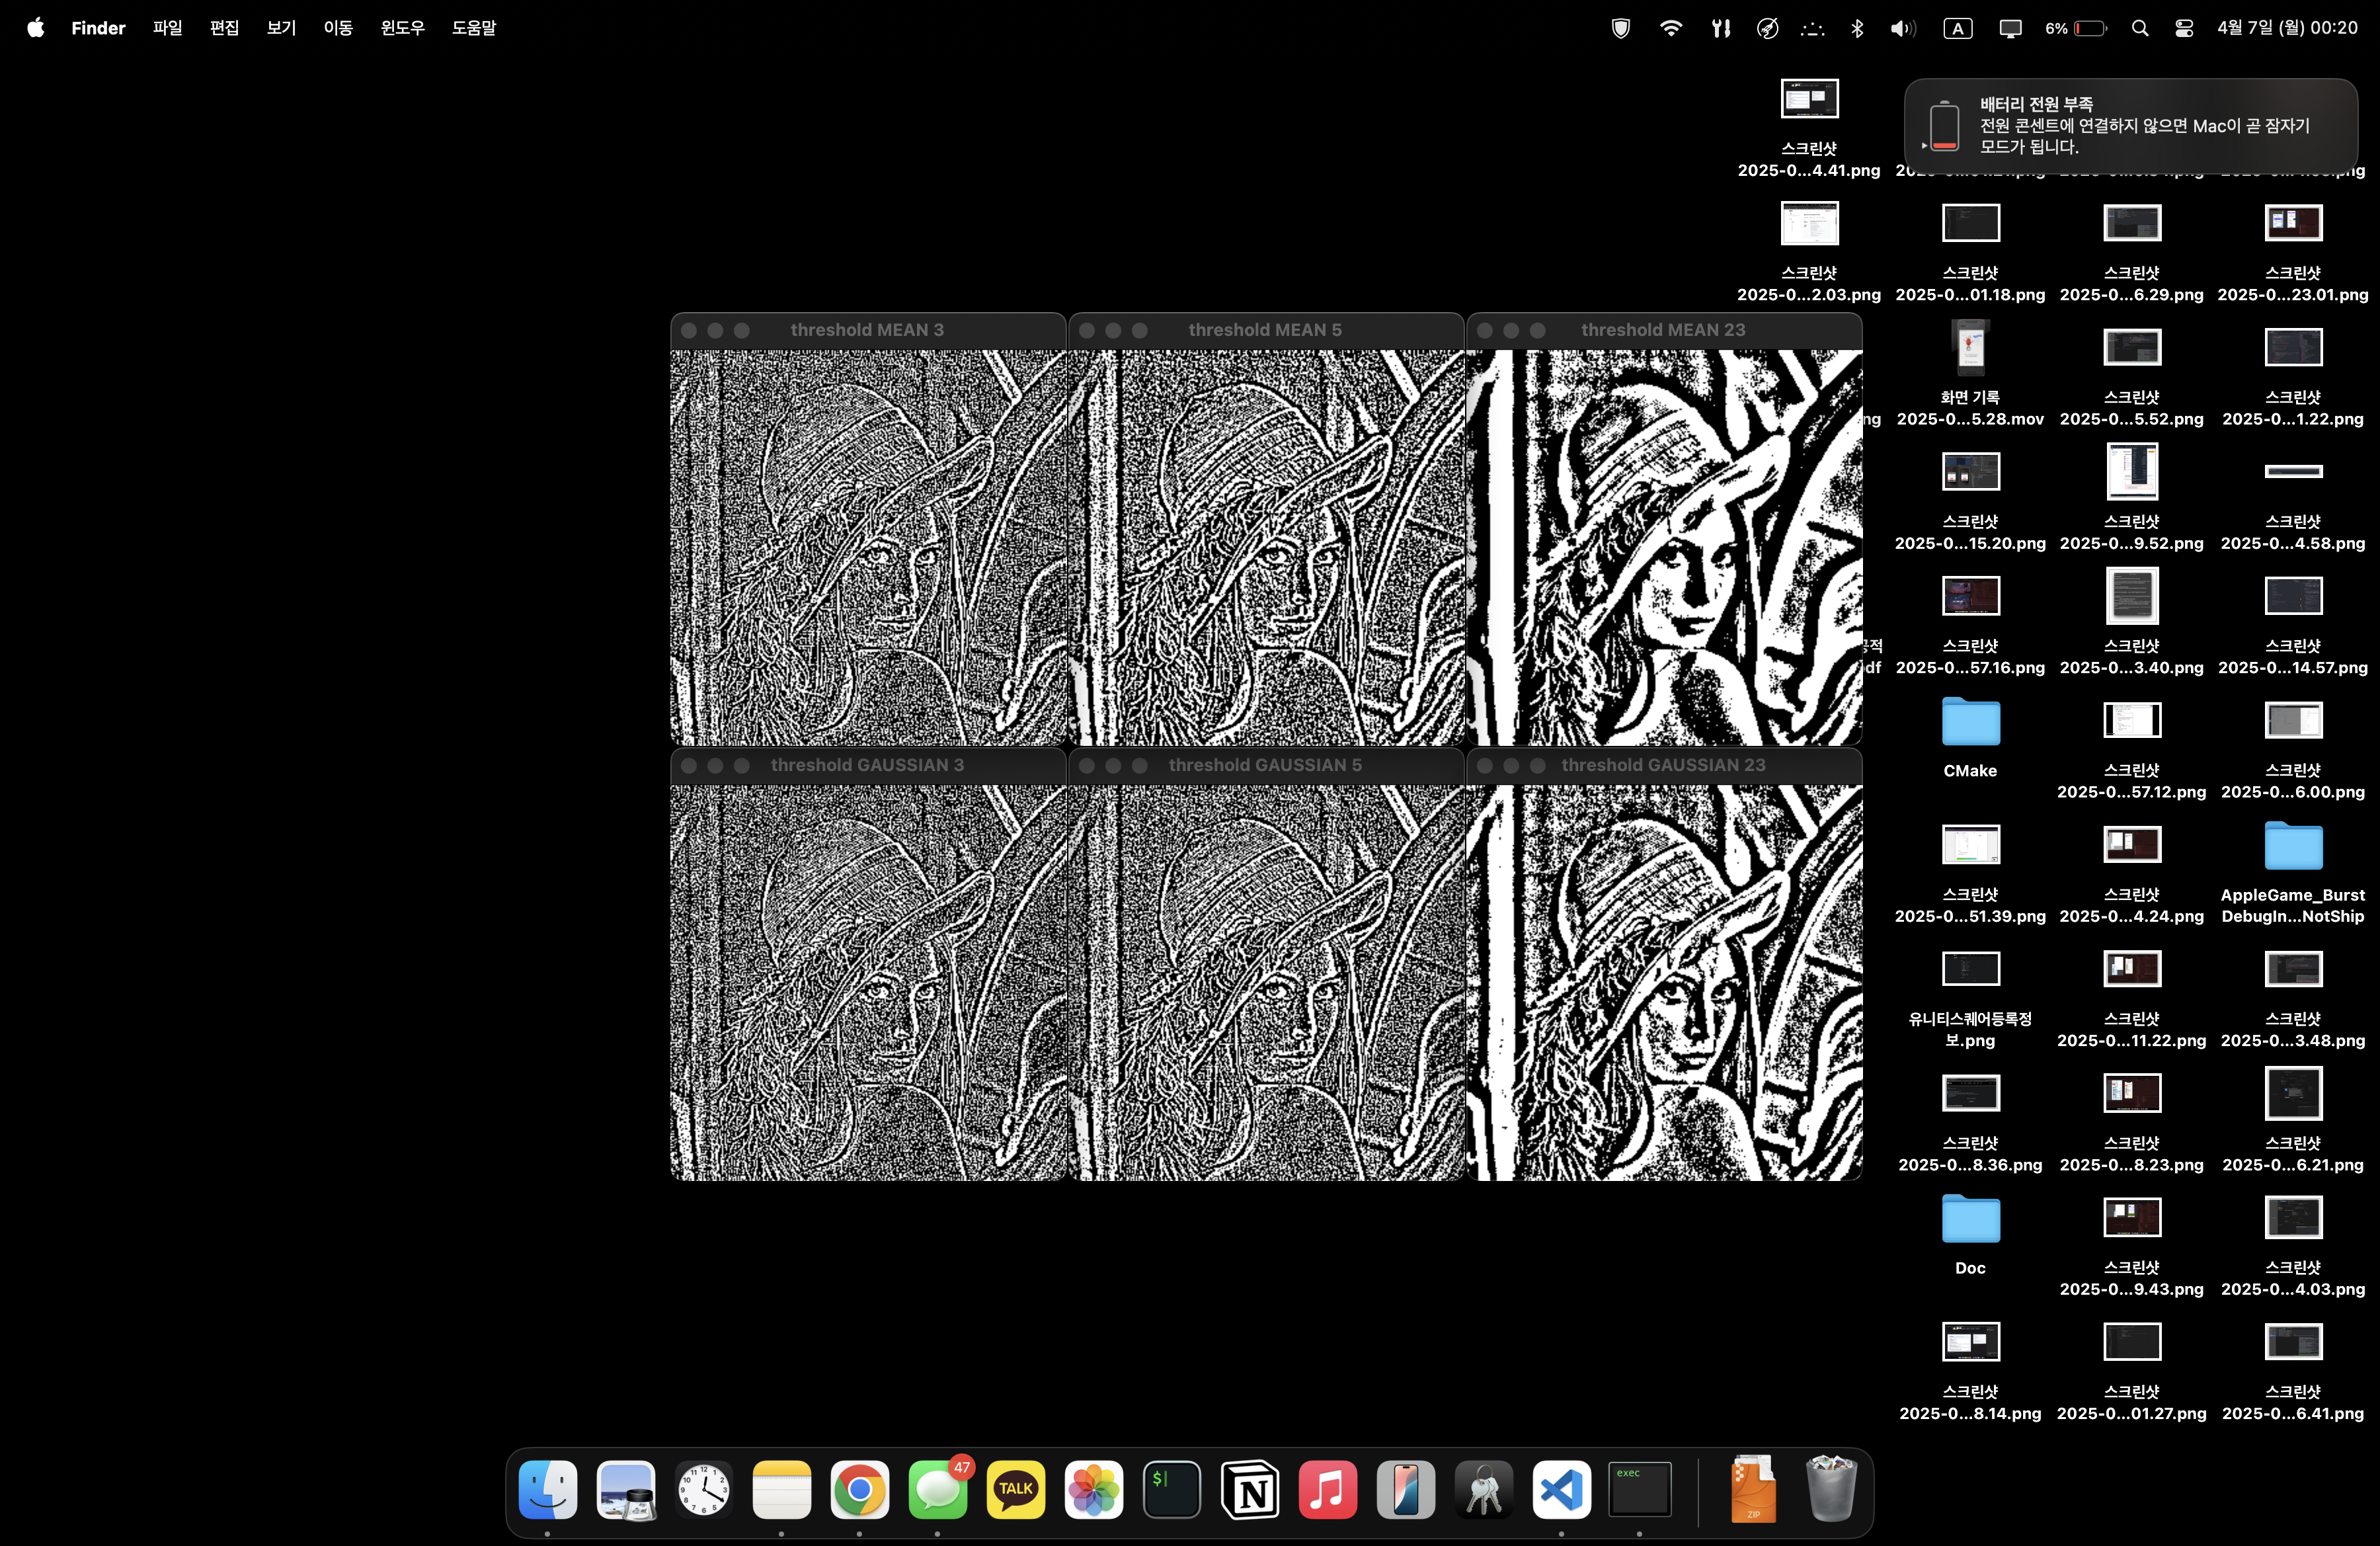 Finder 파일 편집 보기 이동 윈도우 도움말
A 6% 4월 7일 (월) 00:20
배터리 전원 부족
전원 콘센트에 연결하지 않으면 Mac이 곧 잠자기
모드가 됩니다.
스크린샷
2025-0...4.41.png
스크린샷 스크린샷 스크린샷 스크린샷
2025-0...2.03.png 2025-0...01.18.png 2025-0...6.29.png 2025-0...23.01.png
threshold MEAN 3 threshold MEAN 5 threshold MEAN 23
화면 기록 스크린샷 스크린샷
ng 2025-0...5.28.mov 2025-0...5.52.png 2025-0...1.22.png
스크린샷 스크린샷 스크린샷
2025-0...15.20.png 2025-0...9.52.png 2025-0...4.58.png
스크린샷 스크린샷 스크린샷
2025-0...57.16.png 2025-0...3.40.png 2025-0...14.57.png
threshold GAUSSIAN 3 threshold GAUSSIAN 5 threshold GAUSSIAN 23
CMake 스크린샷 스크린샷
2025-0...57.12.png 2025-0...6.00.png
스크린샷 스크린샷 AppleGame_Burst
2025-0...51.39.png 2025-0...4.24.png DebugIn...NotShip
유니티스퀘어등록정 스크린샷 스크린샷
보.png 2025-0...11.22.png 2025-0...3.48.png
스크린샷 스크린샷 스크린샷
2025-0...8.36.png 2025-0...8.23.png 2025-0...6.21.png
Doc 스크린샷 스크린샷
2025-0...9.43.png 2025-0...4.03.png
스크린샷 스크린샷 스크린샷
2025-0...8.14.png 2025-0...01.27.png 2025-0...6.41.png
47
TALK
$
N
exec
ZIP